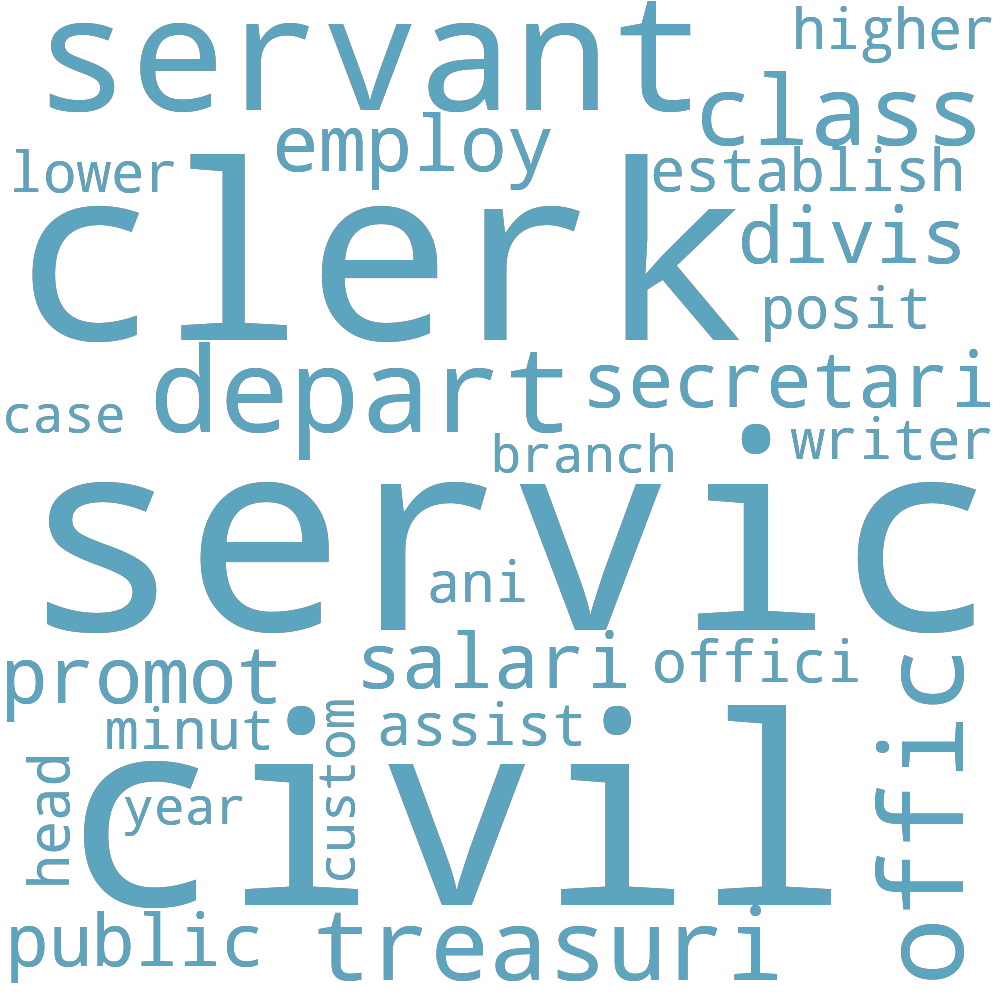 servant
higher
class
employ
lower
establish
clerk
divis
posit
depart
secretari
case
writer
branch
servic
ani
promot
salari
offici
offic
minut
custom
assist
head
year
civil
public
treasuri